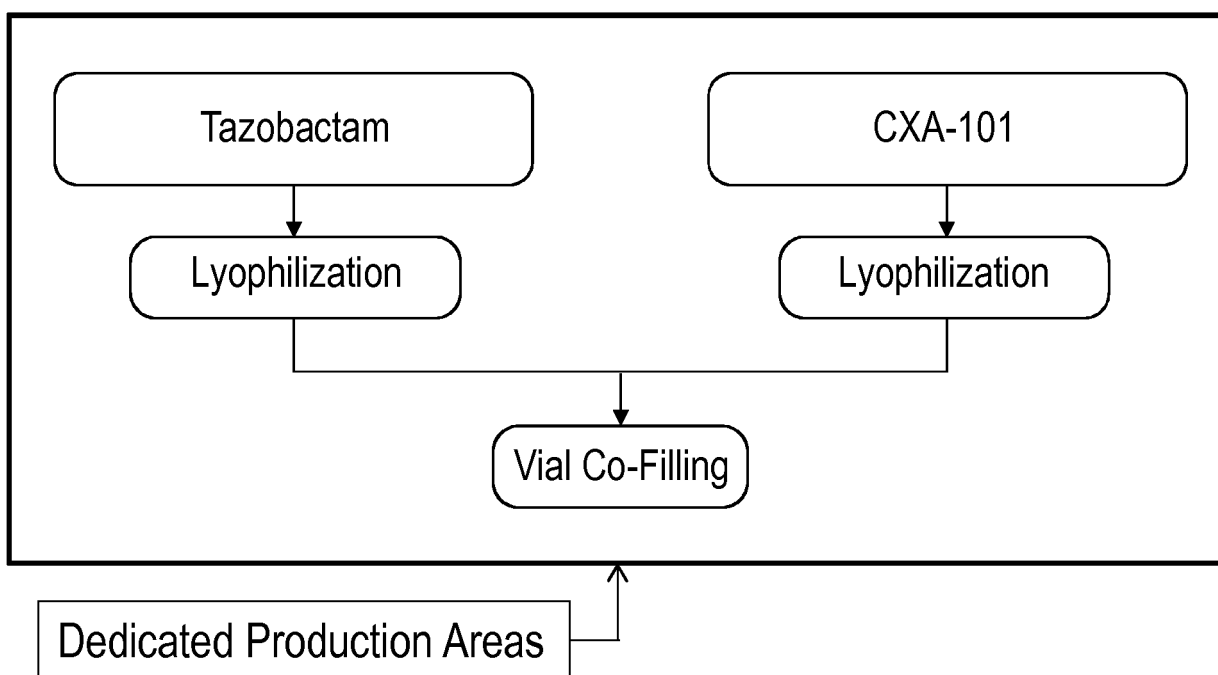 Tazobactam
CXA-101
Lyophilization
Lyophilization
Vial Co-Filling
Dedicated Production Areas